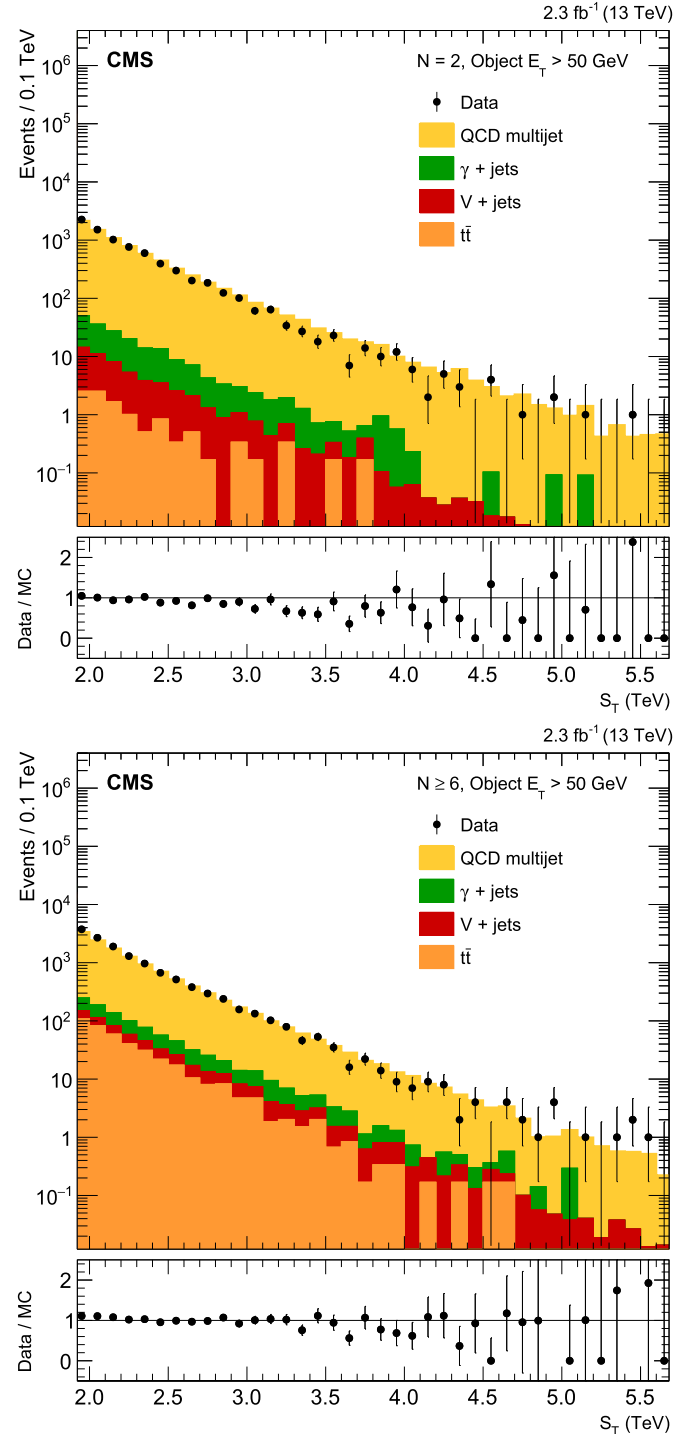 2.3 fb⁻¹ (13 TeV)
CMS
N = 2, Object E_T > 50 GeV
Events / 0.1 TeV
10⁶
10⁵
10⁴
10³
10²
10
1
10⁻¹
Data
QCD multijet
γ + jets
V + jets
tt̄
Data / MC
2
1
0
2.0 2.5 3.0 3.5 4.0 4.5 5.0 5.5
S_T (TeV)
2.3 fb⁻¹ (13 TeV)
CMS
N ≥ 6, Object E_T > 50 GeV
Events / 0.1 TeV
10⁶
10⁵
10⁴
10³
10²
10
1
10⁻¹
Data
QCD multijet
γ + jets
V + jets
tt̄
Data / MC
2
1
0
2.0 2.5 3.0 3.5 4.0 4.5 5.0 5.5
S_T (TeV)